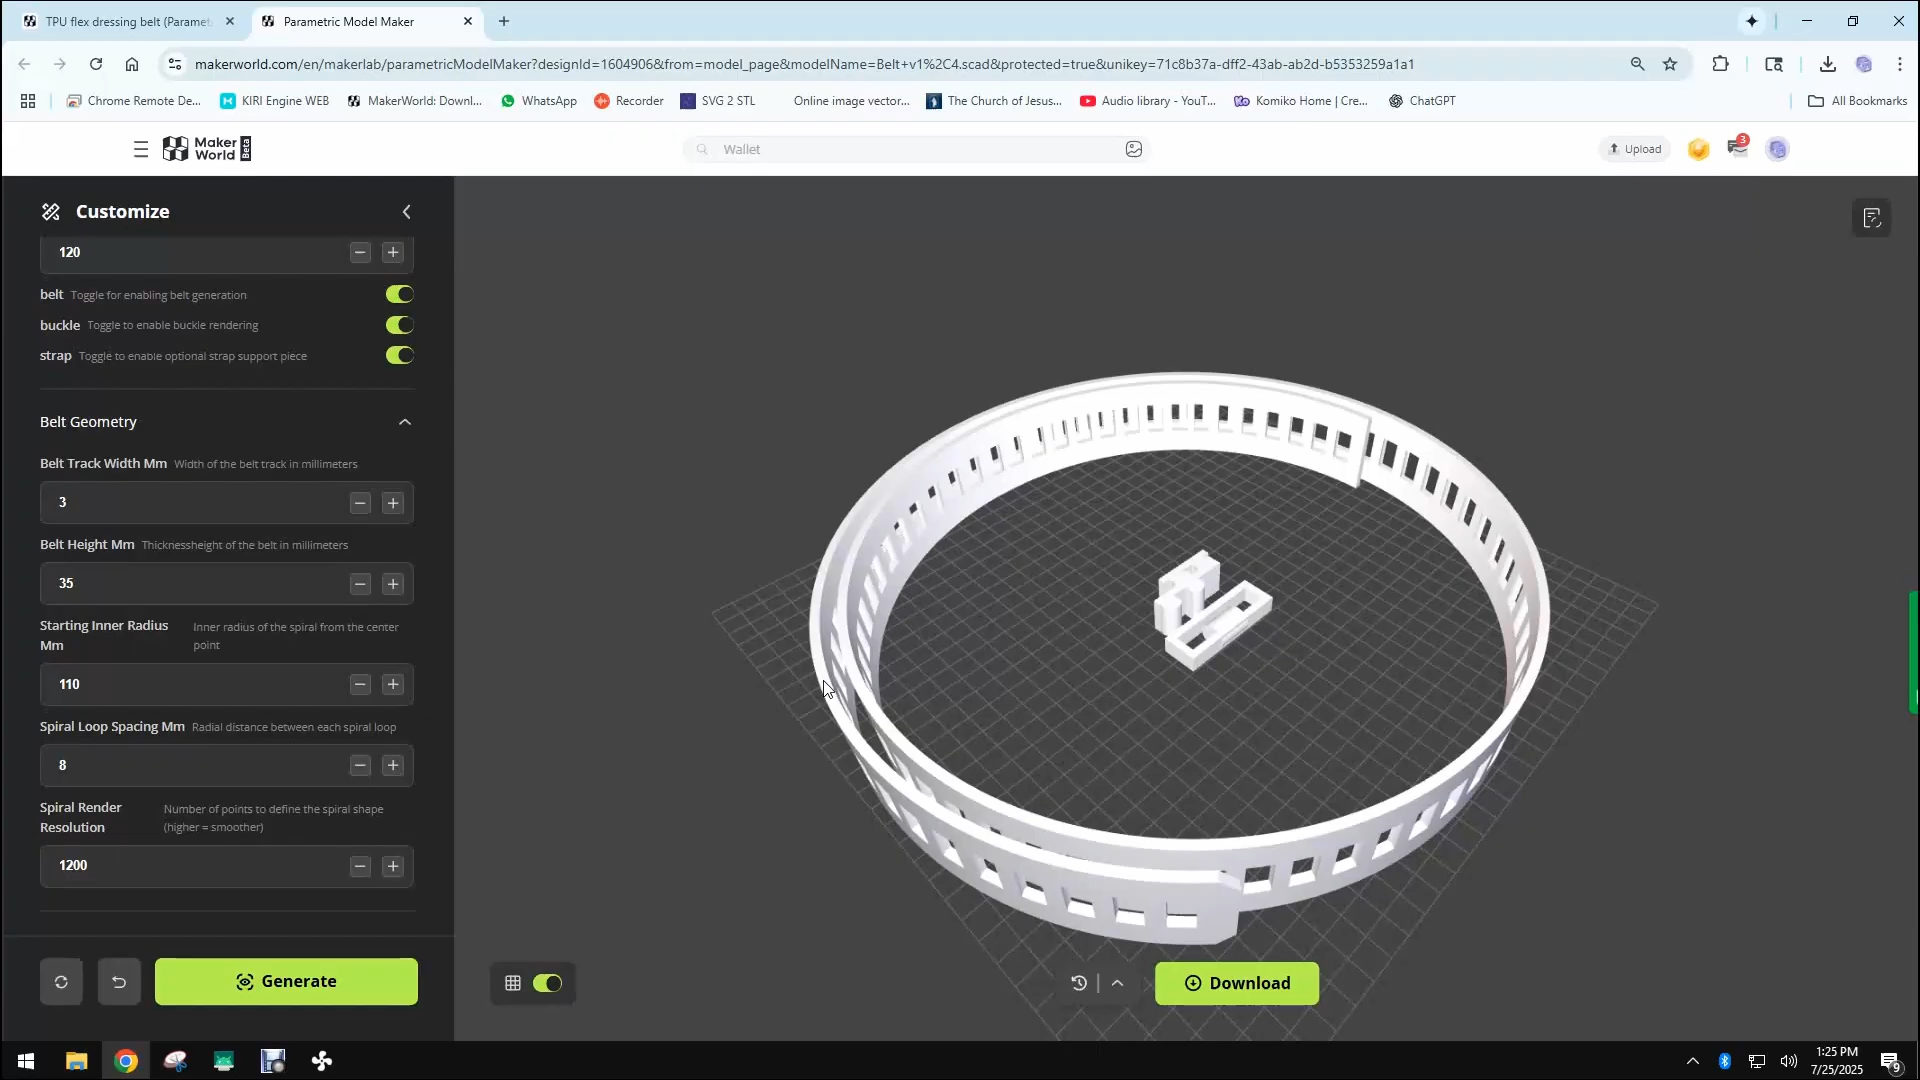 TPU flex dressing belt (Paramet
Parametric Model Maker
makerworld.com/en/makerlab/parametricModelMaker?designId=1604906&from=model_page&modelName=Belt+v1%2C4.scad&protected=true&unikey=71c8b37a-dff2-43ab-ab2d-b5353259a1a1
Chrome Remote De...
KIRI Engine WEB
MakerWorld: Downl...
WhatsApp
Recorder
SVG 2 STL
Online image vector...
The Church of Jesus...
Audio library - YouT...
Komiko Home | Cre...
ChatGPT
All Bookmarks
Maker
World
Beta
Wallet
Upload
3
Customize
120
belt Toggle for enabling belt generation
buckle Toggle to enable buckle rendering
strap Toggle to enable optional strap support piece
Belt Geometry
Belt Track Width Mm Width of the belt track in millimeters
3
Belt Height Mm Thicknessheight of the belt in millimeters
35
Starting Inner Radius Mm Inner radius of the spiral from the center point
110
Spiral Loop Spacing Mm Radial distance between each spiral loop
8
Spiral Render Resolution Number of points to define the spiral shape (higher = smoother)
1200
Generate
Download
1:25 PM
7/25/2025
9